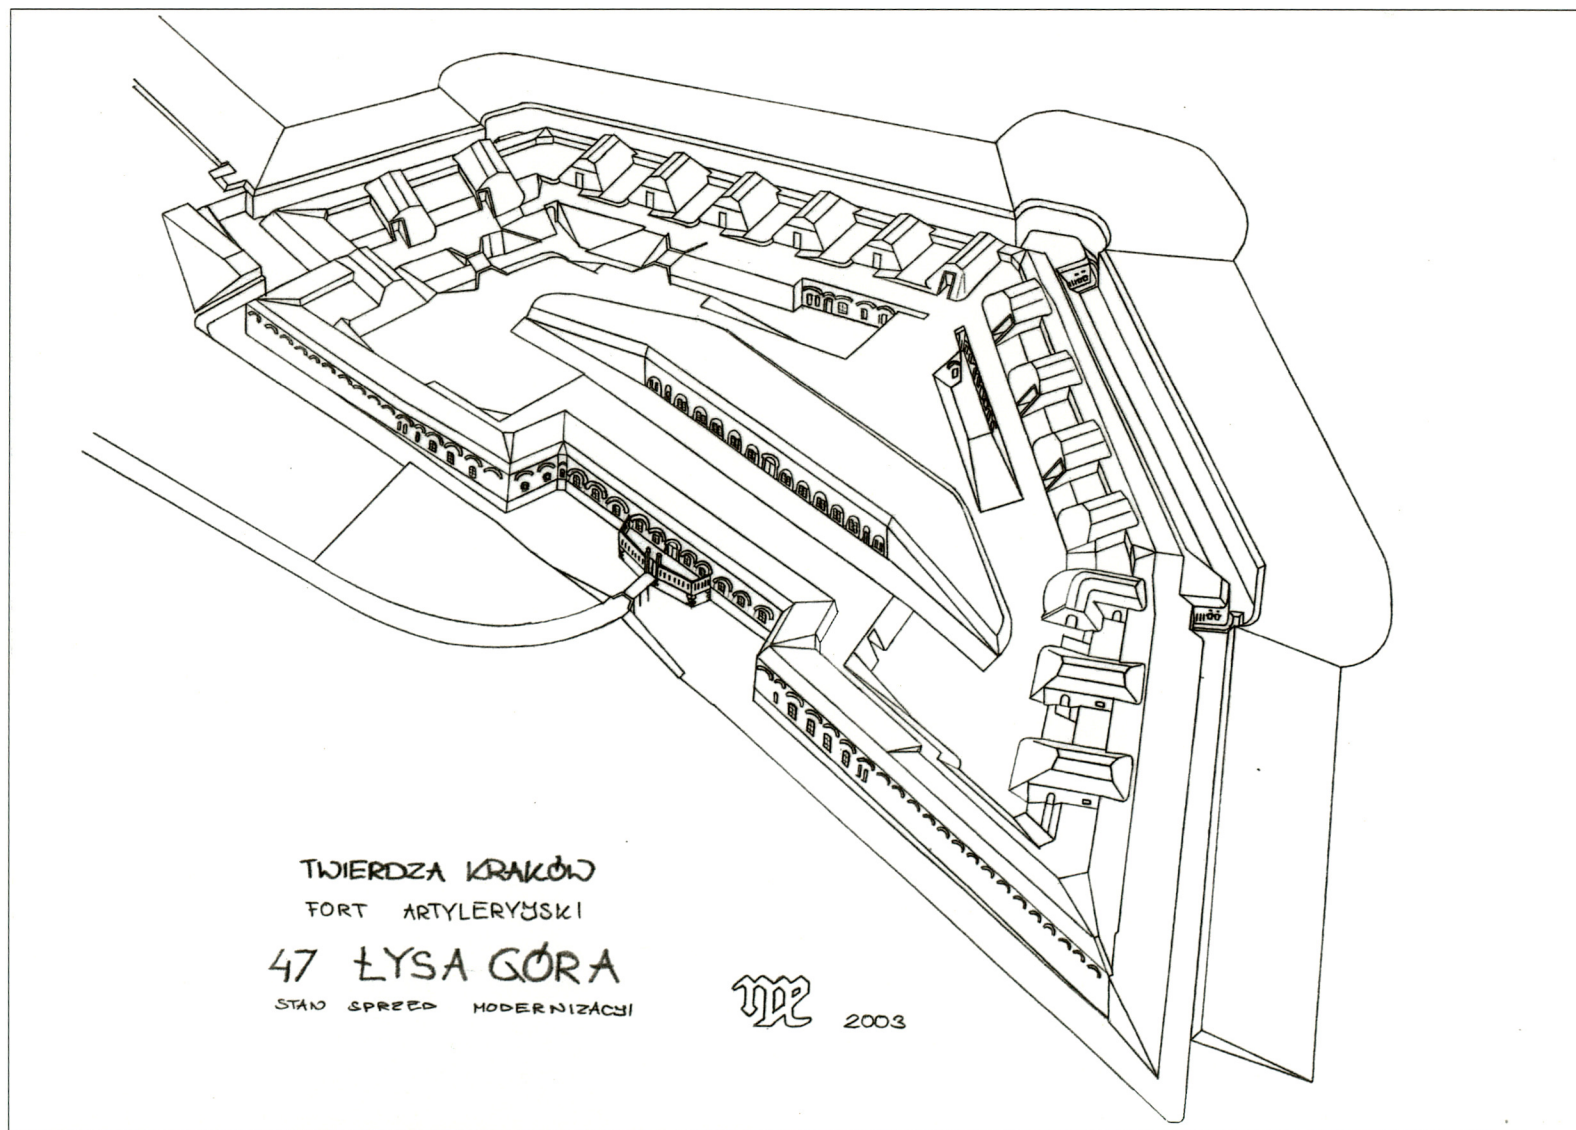 TWIERDZA KRAKÓW
FORT ARTYLERYJSKI
47 ŁYSA GÓRA
STAN SPRZED MODERNIZACJI
2003